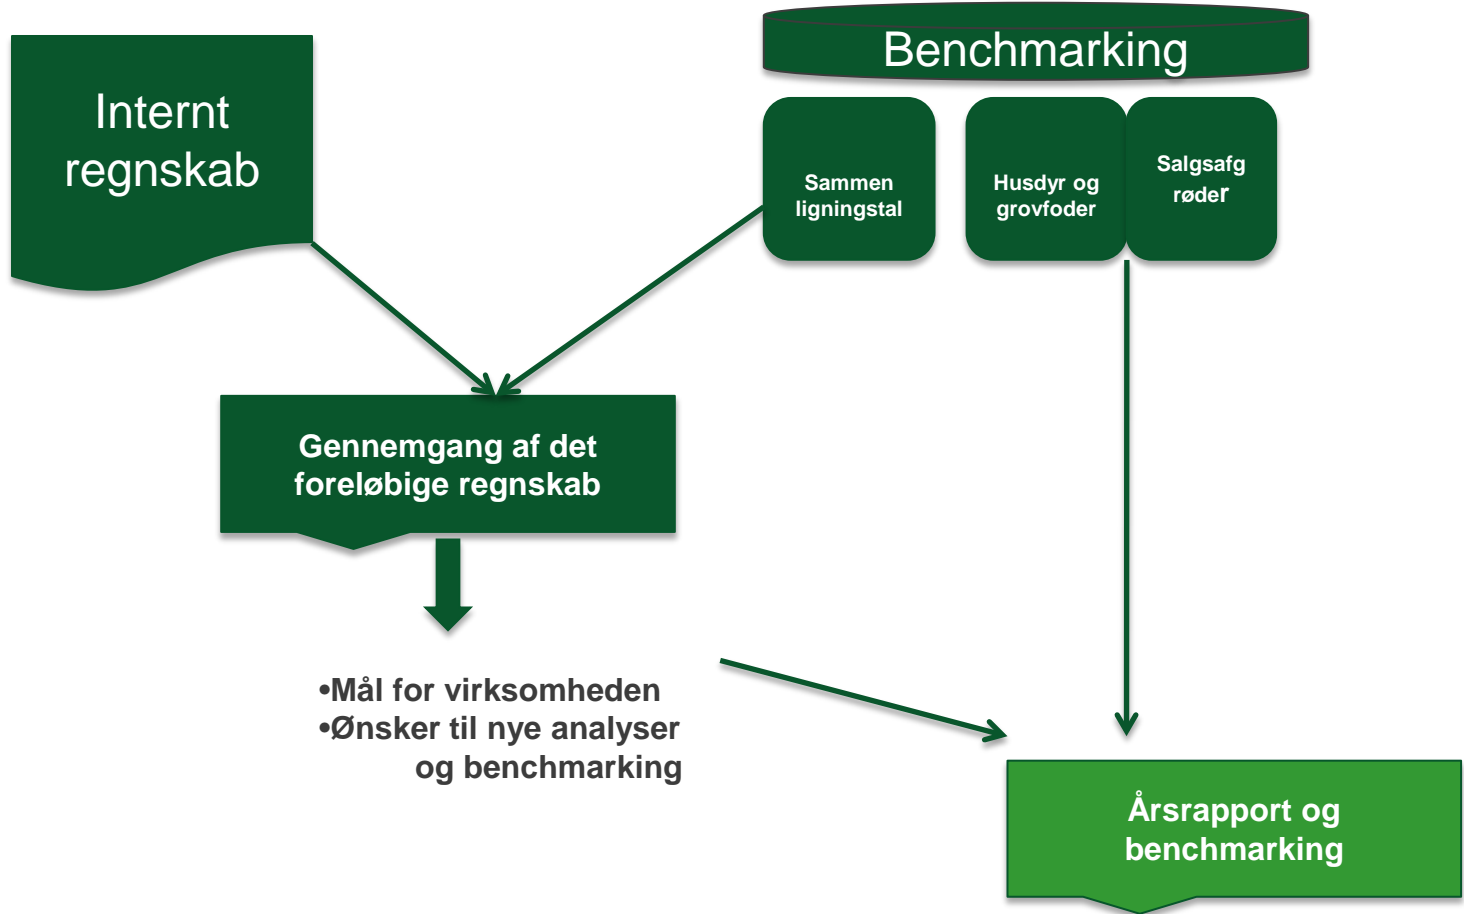 Internt
regnskab
Benchmarking
Sammen
ligningstal
Husdyr og
grovfoder
Salgsafg
røder
Gennemgang af det
foreløbige regnskab
•Mål for virksomheden
•Ønsker til nye analyser
og benchmarking
Årsrapport og
benchmarking